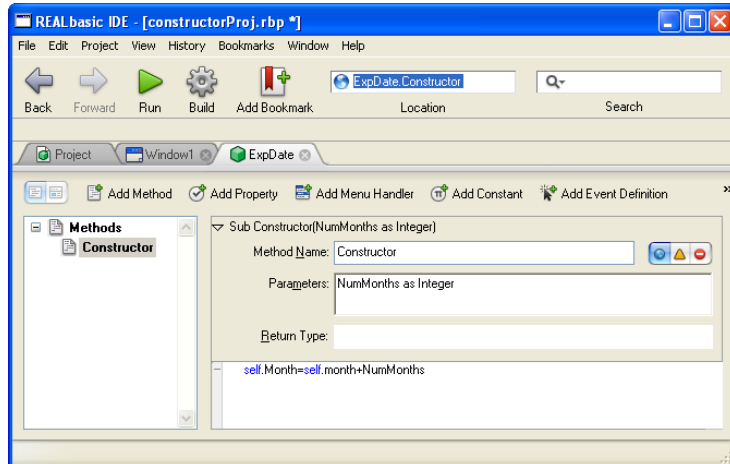 REALbasic IDE - [constructorProj.rbp *]
File Edit Project View History Bookmarks Window Help
ExpDate.Constructor
Back Forward Run Build Add Bookmark Location Search
Project Window1 ExpDate
Add Method Add Property Add Menu Handler Add Constant Add Event Definition »
Methods
Constructor
Sub Constructor(NumMonths as Integer)
Method Name: Constructor
Parameters: NumMonths as Integer
Return Type:
self.Month=self.month+NumMonths